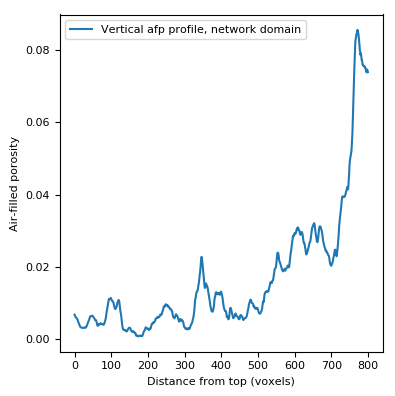 Vertical afp profile, network domain
0.08
0.06
0.04
0.02
0.00
Air-filled porosity
0 100 200 300 400 500 600 700 800
Distance from top (voxels)